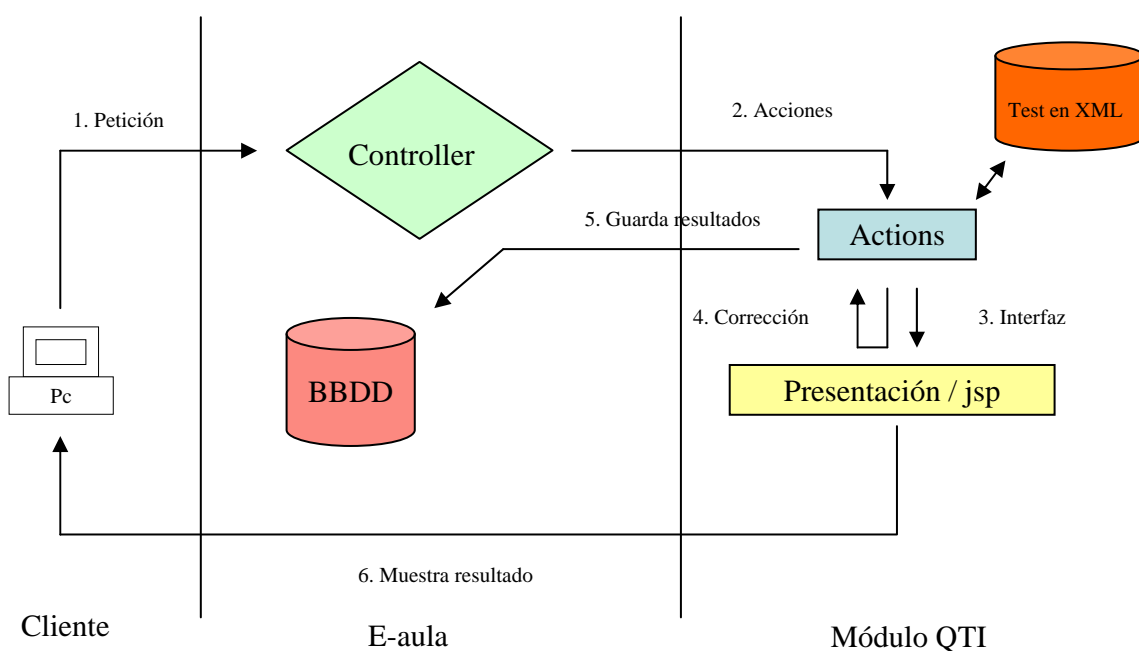 1. Petición
2. Acciones
Test en XML
Controller
5. Guarda resultados
Actions
4. Corrección
3. Interfaz
Pc
BBDD
Presentación / jsp
6. Muestra resultado
Cliente
E-aula
Módulo QTI